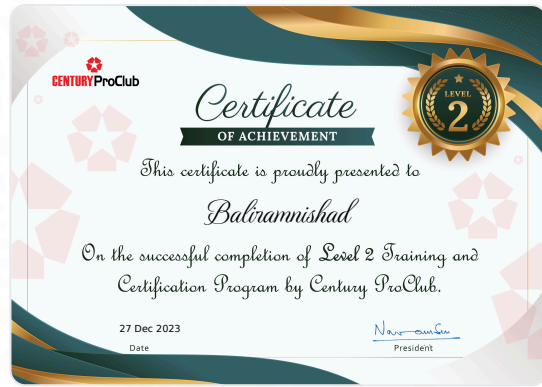 CENTURY ProClub
LEVEL
2
Certificate
OF ACHIEVEMENT
This certificate is proudly presented to
Baliramnishad
On the successful completion of Level 2 Training and
Certification Program by Century ProClub.
27 Dec 2023
Date
President